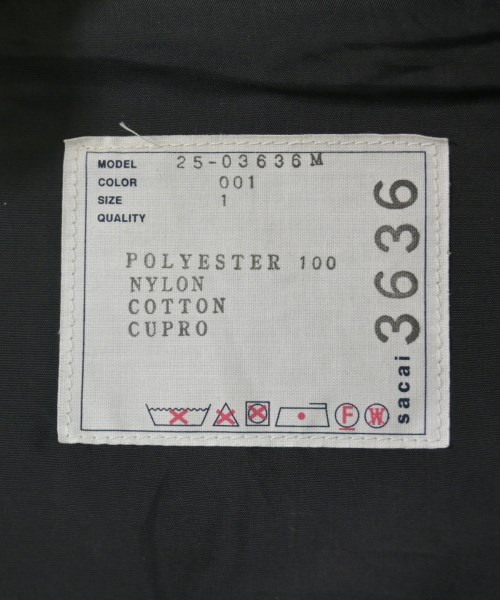 MODEL 25-03636M
COLOR 001
SIZE 1
QUALITY
POLYESTER 100
NYLON
COTTON
CUPRO
F
W
sacai 3636